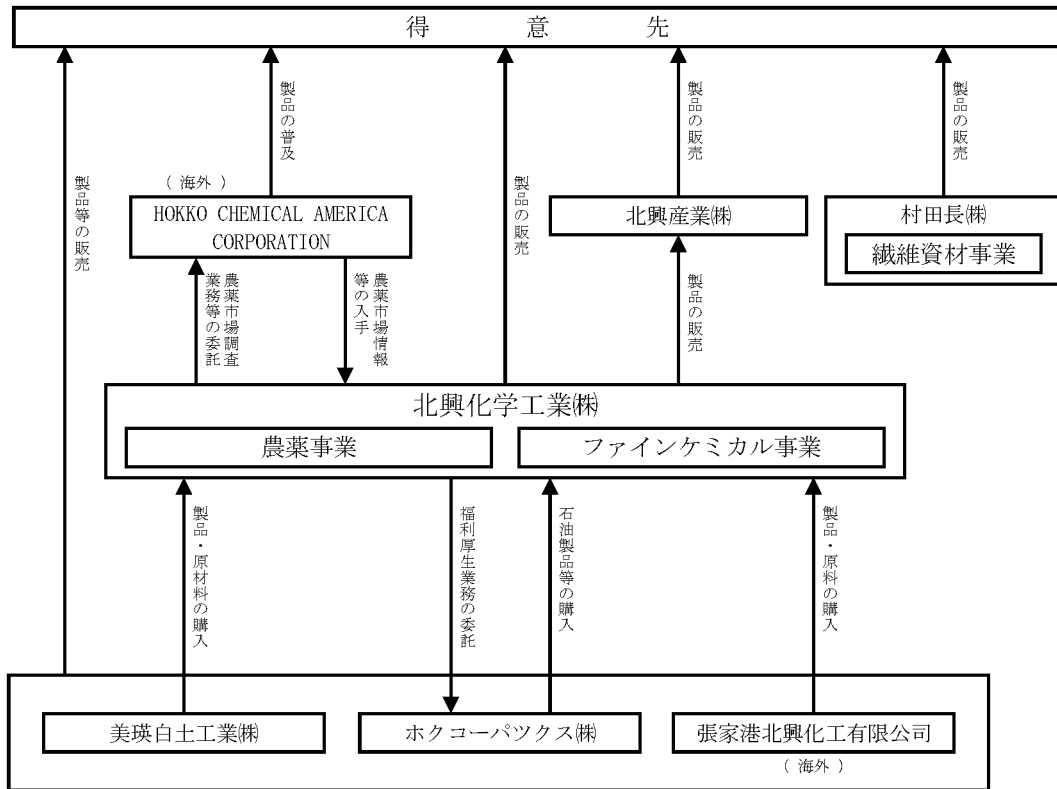 得意先
製品等の販売
製品の普及
製品の販売
製品の販売
製品の販売
( 海外 )
HOKKO CHEMICAL AMERICA
CORPORATION
北興産業㈱
村田長㈱
繊維資材事業
農薬市場調査
業務等の委託
農薬市場情報
等の入手
製品の販売
北興化学工業㈱
農薬事業
ファインケミカル事業
製品・原材料の購入
福利厚生業務の委託
石油製品等の購入
製品・原料の購入
美瑛白土工業㈱
ホクコーパツクス㈱
張家港北興化工有限公司
( 海外 )